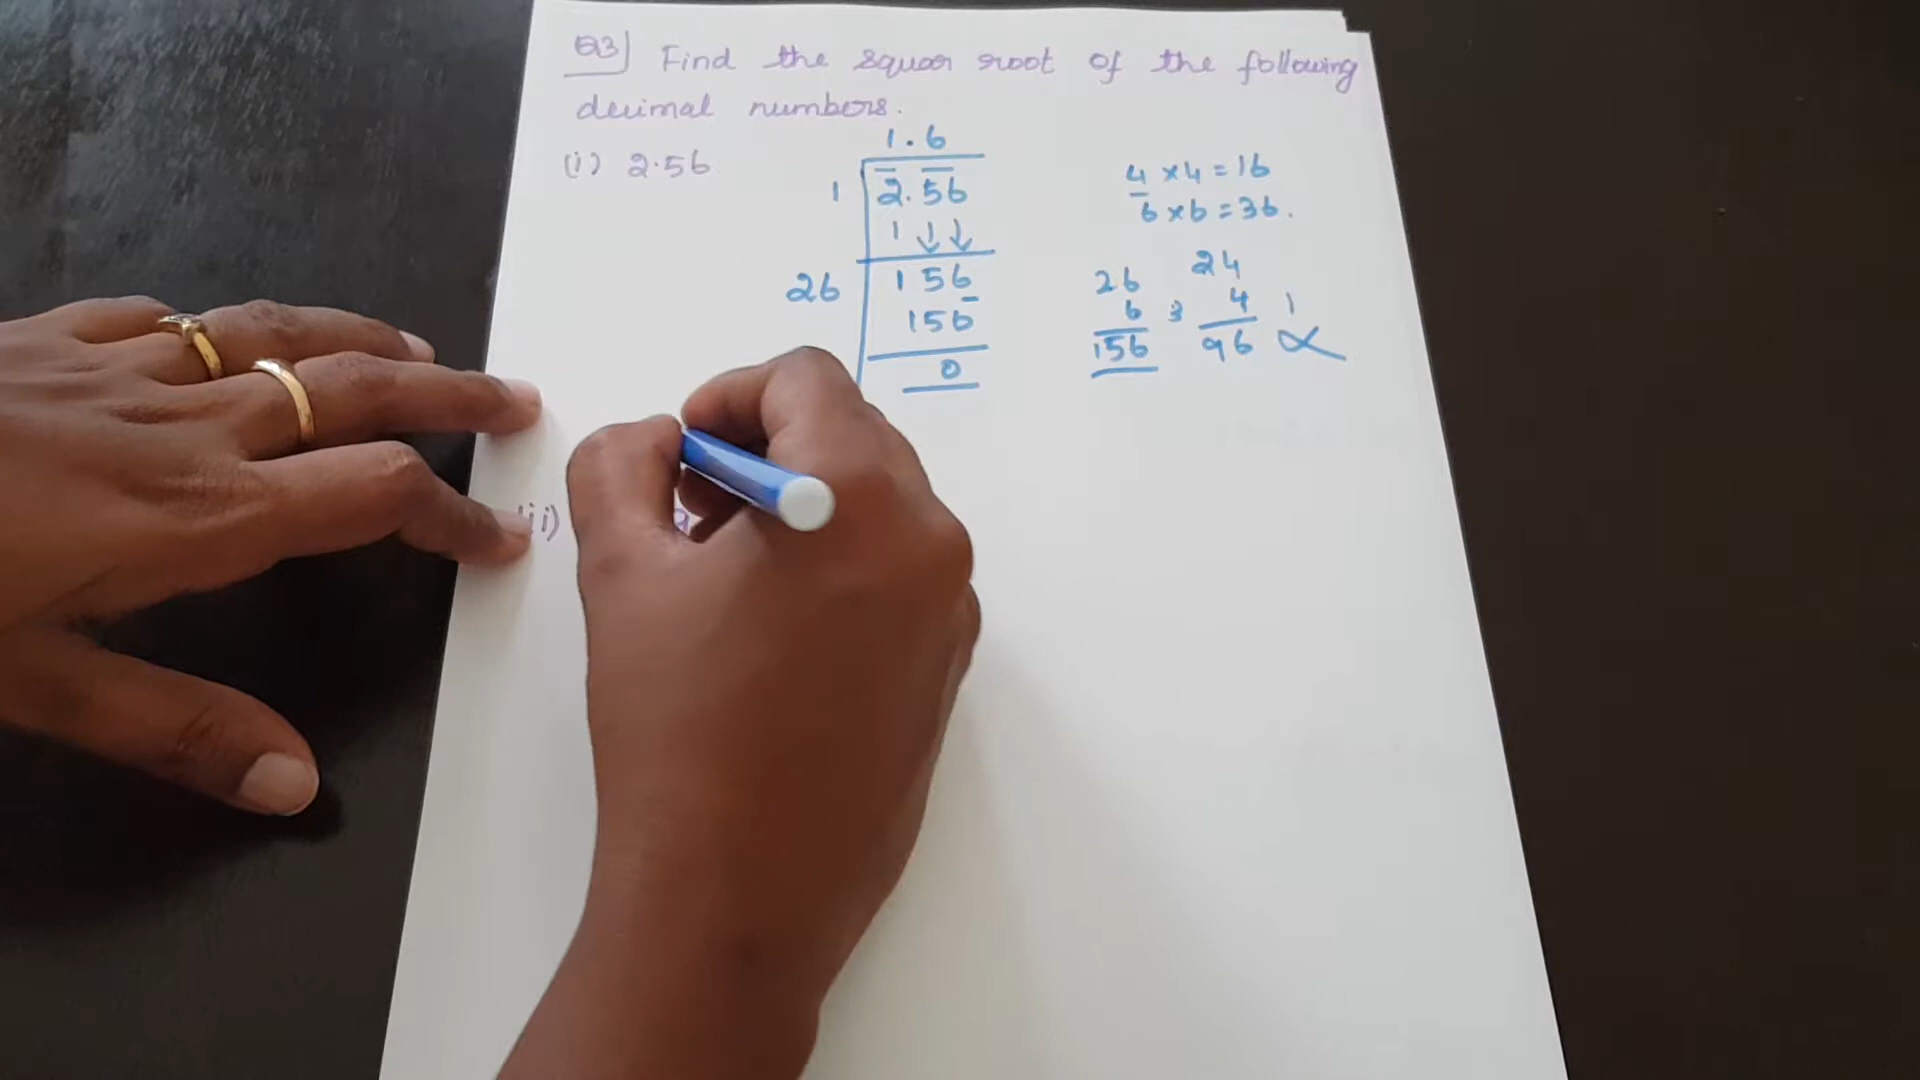 Q3) Find the squar root of the following
decimal numbers.
(i) 2.56
1.6
1 2.56
1
26 156
156
0
4 × 4 = 16
6 × 6 = 36.
26
6
156
3
24
4
96
1
ii)